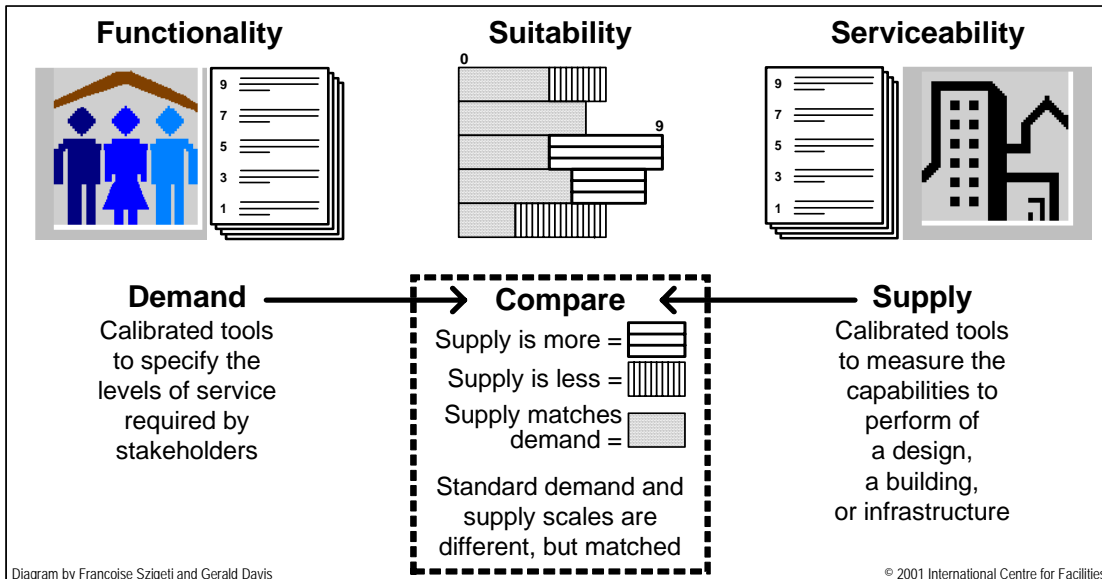 Functionality
Suitability
Serviceability
9
7
5
3
1
0
9
9
7
5
3
1
Demand
Calibrated tools
to specify the
levels of service
required by
stakeholders
Compare
Supply is more =
Supply is less =
Supply matches
demand =
Standard demand and
supply scales are
different, but matched
Supply
Calibrated tools
to measure the
capabilities to
perform of
a design,
a building,
or infrastructure
Diagram by Françoise Szigeti and Gerald Davis
© 2001 International Centre for Facilities